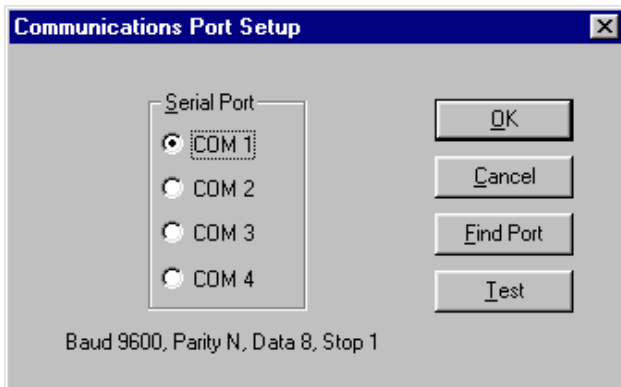 Communications Port Setup
Serial Port
COM 1
COM 2
COM 3
COM 4
OK
Cancel
Find Port
Test
Baud 9600, Parity N, Data 8, Stop 1